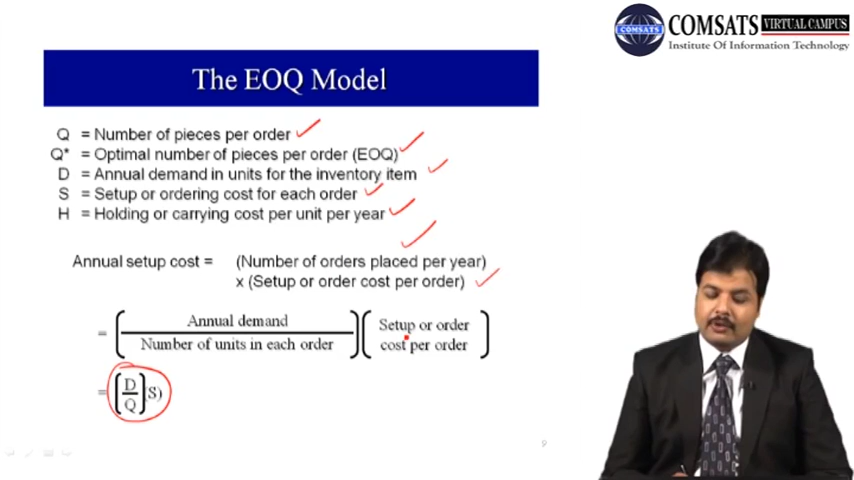 COMSATS VIRTUAL CAMPUS
Institute Of Information Technology
COMSATS
The EOQ Model
Q = Number of pieces per order
Q* = Optimal number of pieces per order (EOQ)
D = Annual demand in units for the inventory item
S = Setup or ordering cost for each order
H = Holding or carrying cost per unit per year
Annual setup cost = (Number of orders placed per year)
x (Setup or order cost per order)
= (Annual demand / Number of units in each order) (Setup or order cost per order)
= (D / Q) (S)
9